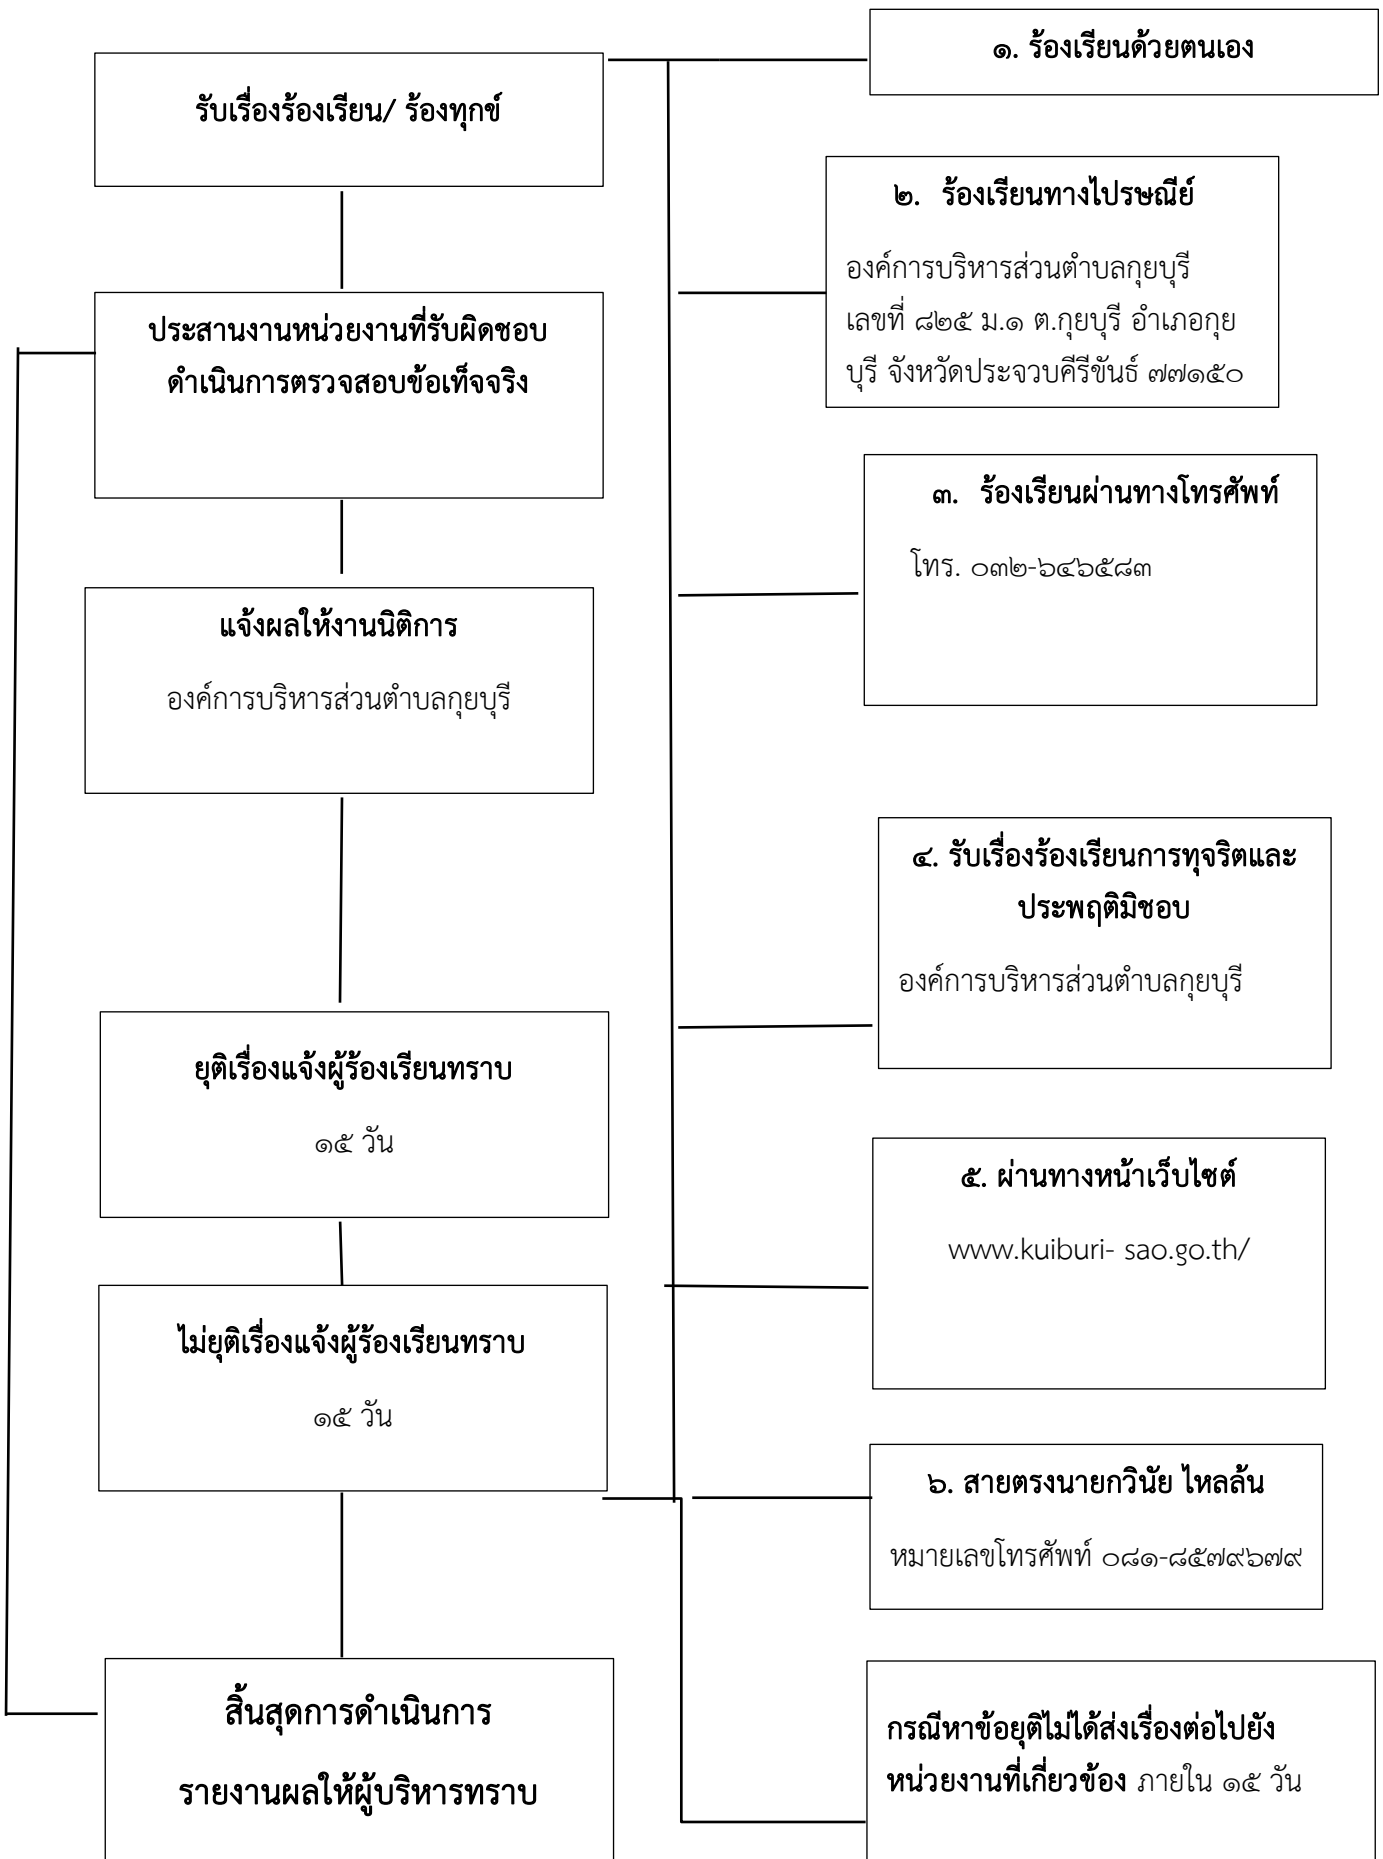 รับเรื่องร้องเรียน/ ร้องทุกข์
ประสานงานหน่วยงานที่รับผิดชอบ
ดำเนินการตรวจสอบข้อเท็จจริง
แจ้งผลให้งานนิติการ
องค์การบริหารส่วนตำบลกุยบุรี
ยุติเรื่องแจ้งผู้ร้องเรียนทราบ
๑๕ วัน
ไม่ยุติเรื่องแจ้งผู้ร้องเรียนทราบ
๑๕ วัน
สิ้นสุดการดำเนินการ
รายงานผลให้ผู้บริหารทราบ
๑. ร้องเรียนด้วยตนเอง
๒. ร้องเรียนทางไปรษณีย์
องค์การบริหารส่วนตำบลกุยบุรี
เลขที่ ๘๒๕ ม.๑ ต.กุยบุรี อำเภอกุย
บุรี จังหวัดประจวบคีรีขันธ์ ๗๗๑๕๐
๓. ร้องเรียนผ่านทางโทรศัพท์
โทร. ๐๓๒-๖๔๖๕๘๓
๔. รับเรื่องร้องเรียนการทุจริตและ
ประพฤติมิชอบ
องค์การบริหารส่วนตำบลกุยบุรี
๕. ผ่านทางหน้าเว็บไซต์
www.kuiburi- sao.go.th/
๖. สายตรงนายกวินัย ไหลล้น
หมายเลขโทรศัพท์ ๐๘๑-๘๕๗๙๖๗๙
กรณีหาข้อยุติไม่ได้ส่งเรื่องต่อไปยัง
หน่วยงานที่เกี่ยวข้อง ภายใน ๑๕ วัน